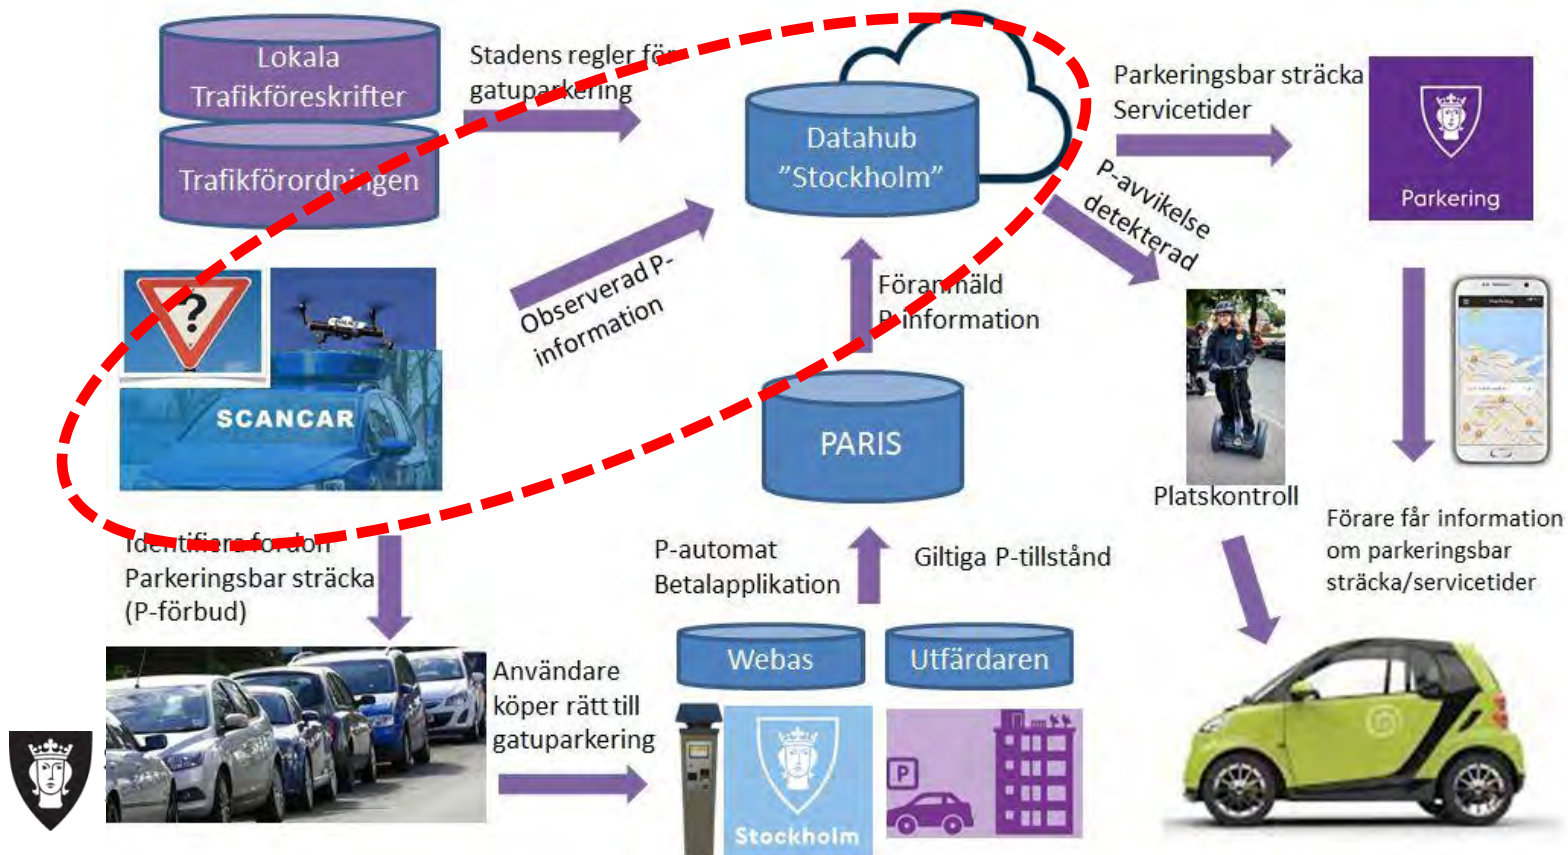 Lokala
Trafikföreskrifter
Trafikförordningen
Stadens regler för
gatuparkering
Datahub
”Stockholm”
Parkeringsbar sträcka
Servicetider
Parkering
P-avvikelse
detekterad
?
SCANCAR
Observerad P-
information
Föranmäld
P-information
PARIS
Platskontroll
Förare får information
om parkeringsbar
sträcka/servicetider
Identifiera fordon
Parkeringsbar sträcka
(P-förbud)
P-automat
Betalapplikation
Giltiga P-tillstånd
Webas
Utfärdaren
Användare
köper rätt till
gatuparkering
P
Stockholm